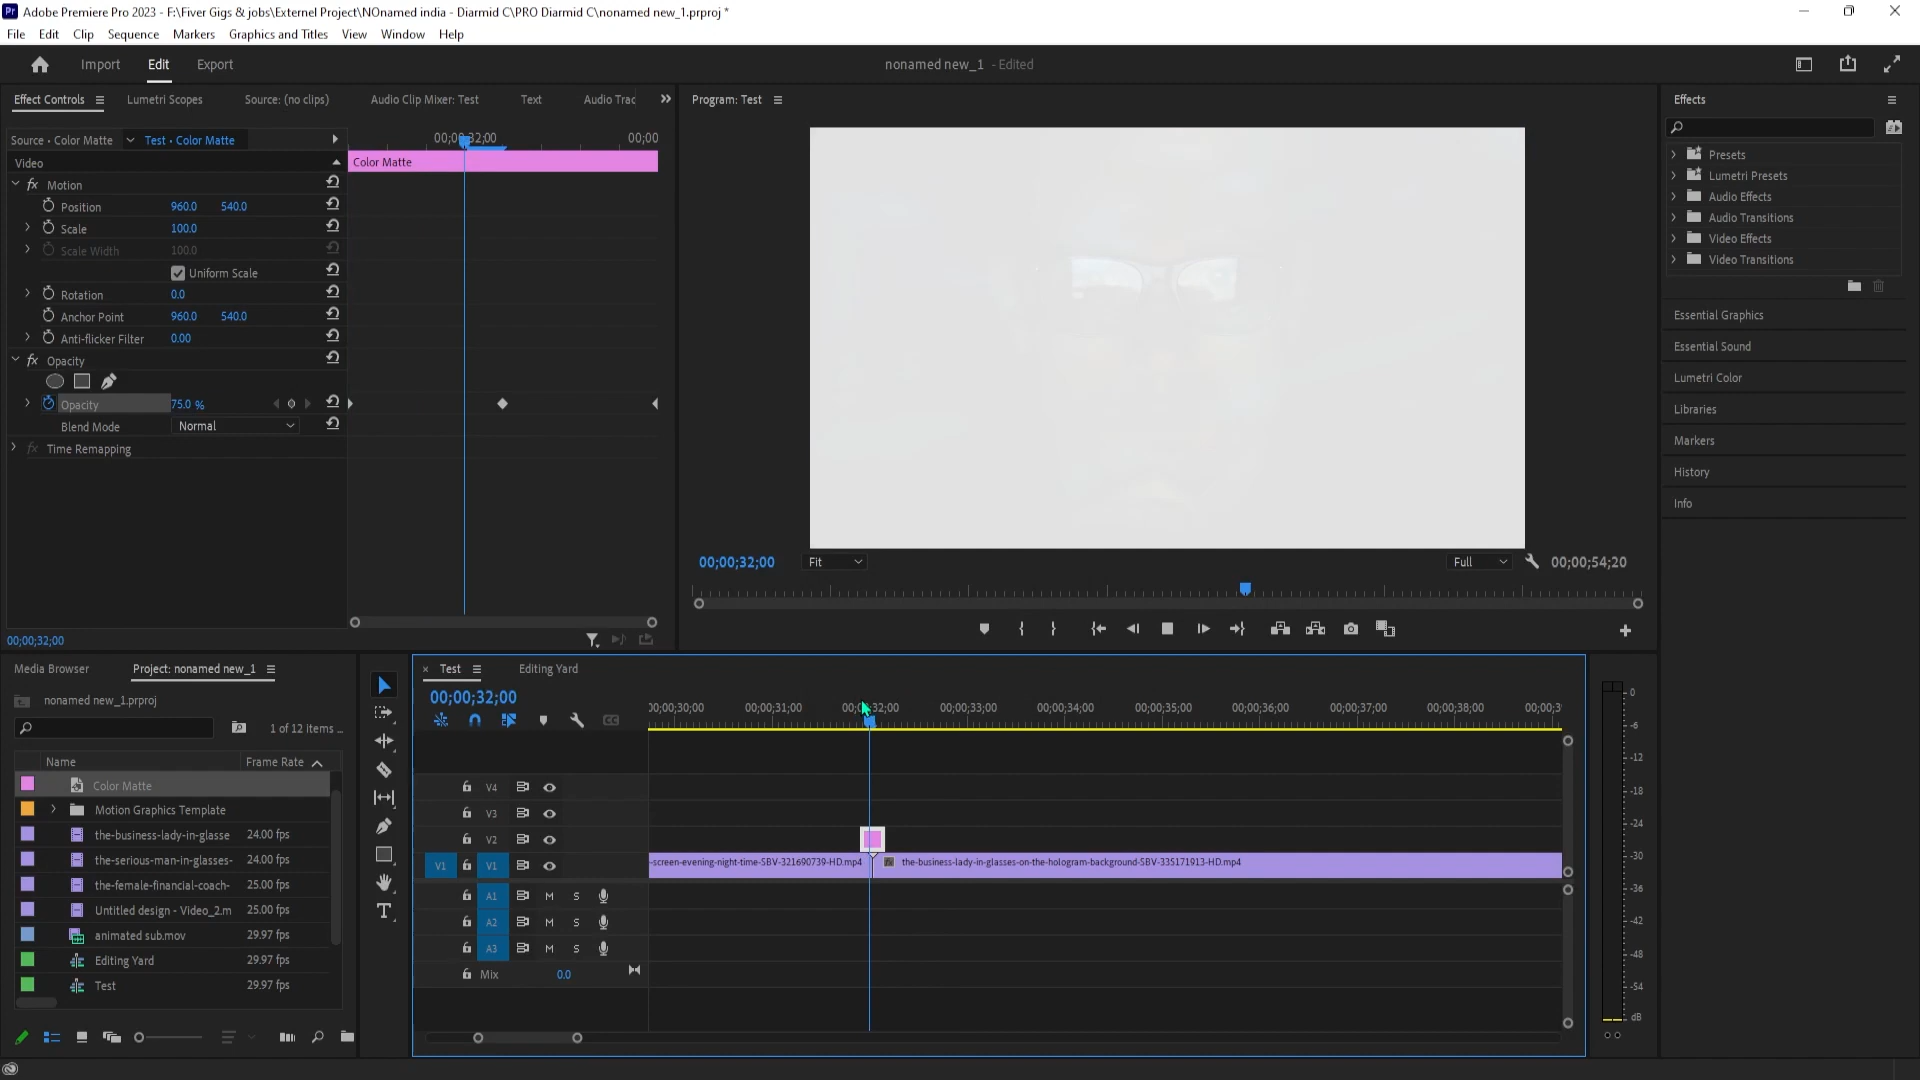 Adobe Premiere Pro 2023 - F:\Fiver Gigs & jobs\Externel Project\NOnamed india - Diarmid C\PRO Diarmid C\nonamed new_1.prproj *
File Edit Clip Sequence Markers Graphics and Titles View Window Help
Import Edit Export
nonamed new_1 - Edited
Effect Controls Lumetri Scopes Source: (no clips) Audio Clip Mixer: Test Text Audio Trac
Program: Test
Effects
Source • Color Matte Test • Color Matte
00;00;32;00 00;00
Video
Color Matte
Motion
Position 960.0 540.0
Scale 100.0
Scale Width 100.0
Uniform Scale
Rotation 0.0
Anchor Point 960.0 540.0
Anti-flicker Filter 0.00
fx Opacity
Opacity 75.0 %
Blend Mode Normal
Time Remapping
00;00;32;00
Presets
Lumetri Presets
Audio Effects
Audio Transitions
Video Effects
Video Transitions
Essential Graphics
Essential Sound
Lumetri Color
Libraries
Markers
History
Info
00;00;32;00 Fit Full 00;00;54;20
Media Browser Project: nonamed new_1
nonamed new_1.prproj
1 of 12 Items ...
Name Frame Rate
Color Matte
Motion Graphics Template
the-business-lady-in-glasse 24.00 fps
the-serious-man-in-glasses- 24.00 fps
the-female-financial-coach- 25.00 fps
Untitled design - Video_2.m 25.00 fps
animated sub.mov 29.97 fps
Editing Yard 29.97 fps
Test 29.97 fps
× Test Editing Yard
00;00;32;00
00;00;30;00 00;00;31;00 00;00;32;00 00;00;33;00 00;00;34;00 00;00;35;00 00;00;36;00 00;00;37;00 00;00;38;00 00;00;3
V4
V3
V2
V1 V1
-screen-evening-night-time-SBV-321690739-HD.mp4 the-business-lady-in-glasses-on-the-hologram-background-SBV-335171913-HD.mp4
A1 M S
A2 M S
A3 M S
Mix 0.0
0
-6
-12
-18
-24
-30
-36
-42
-48
-54
dB